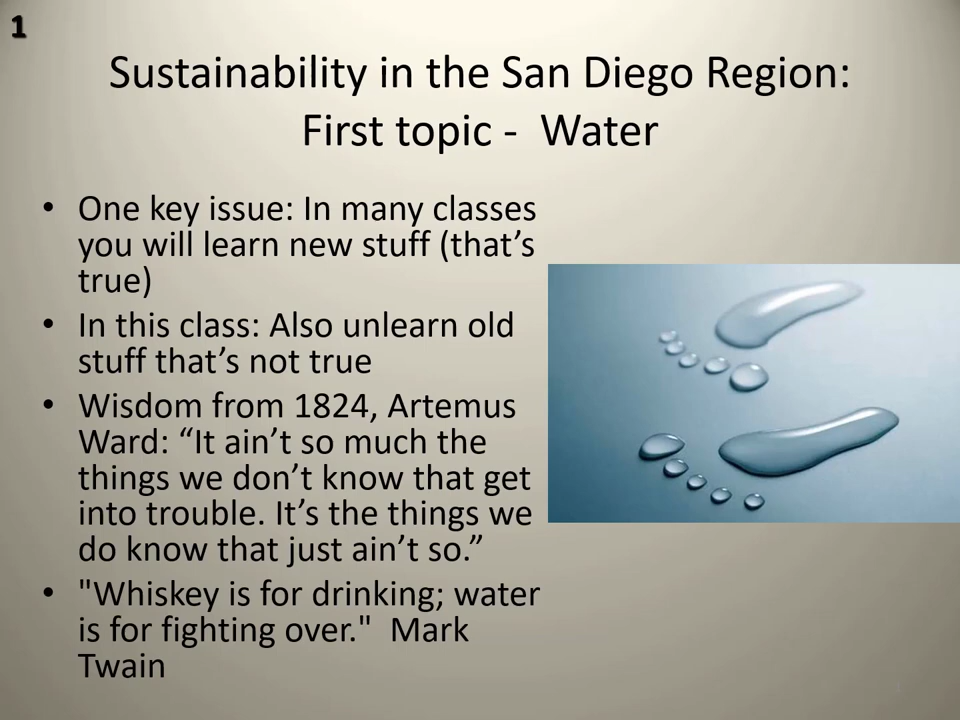 1
Sustainability in the San Diego Region:
First topic - Water
• One key issue: In many classes
you will learn new stuff (that’s
true)
• In this class: Also unlearn old
stuff that’s not true
• Wisdom from 1824, Artemus
Ward: “It ain’t so much the
things we don’t know that get
into trouble. It’s the things we
do know that just ain’t so.”
• "Whiskey is for drinking; water
is for fighting over." Mark
Twain